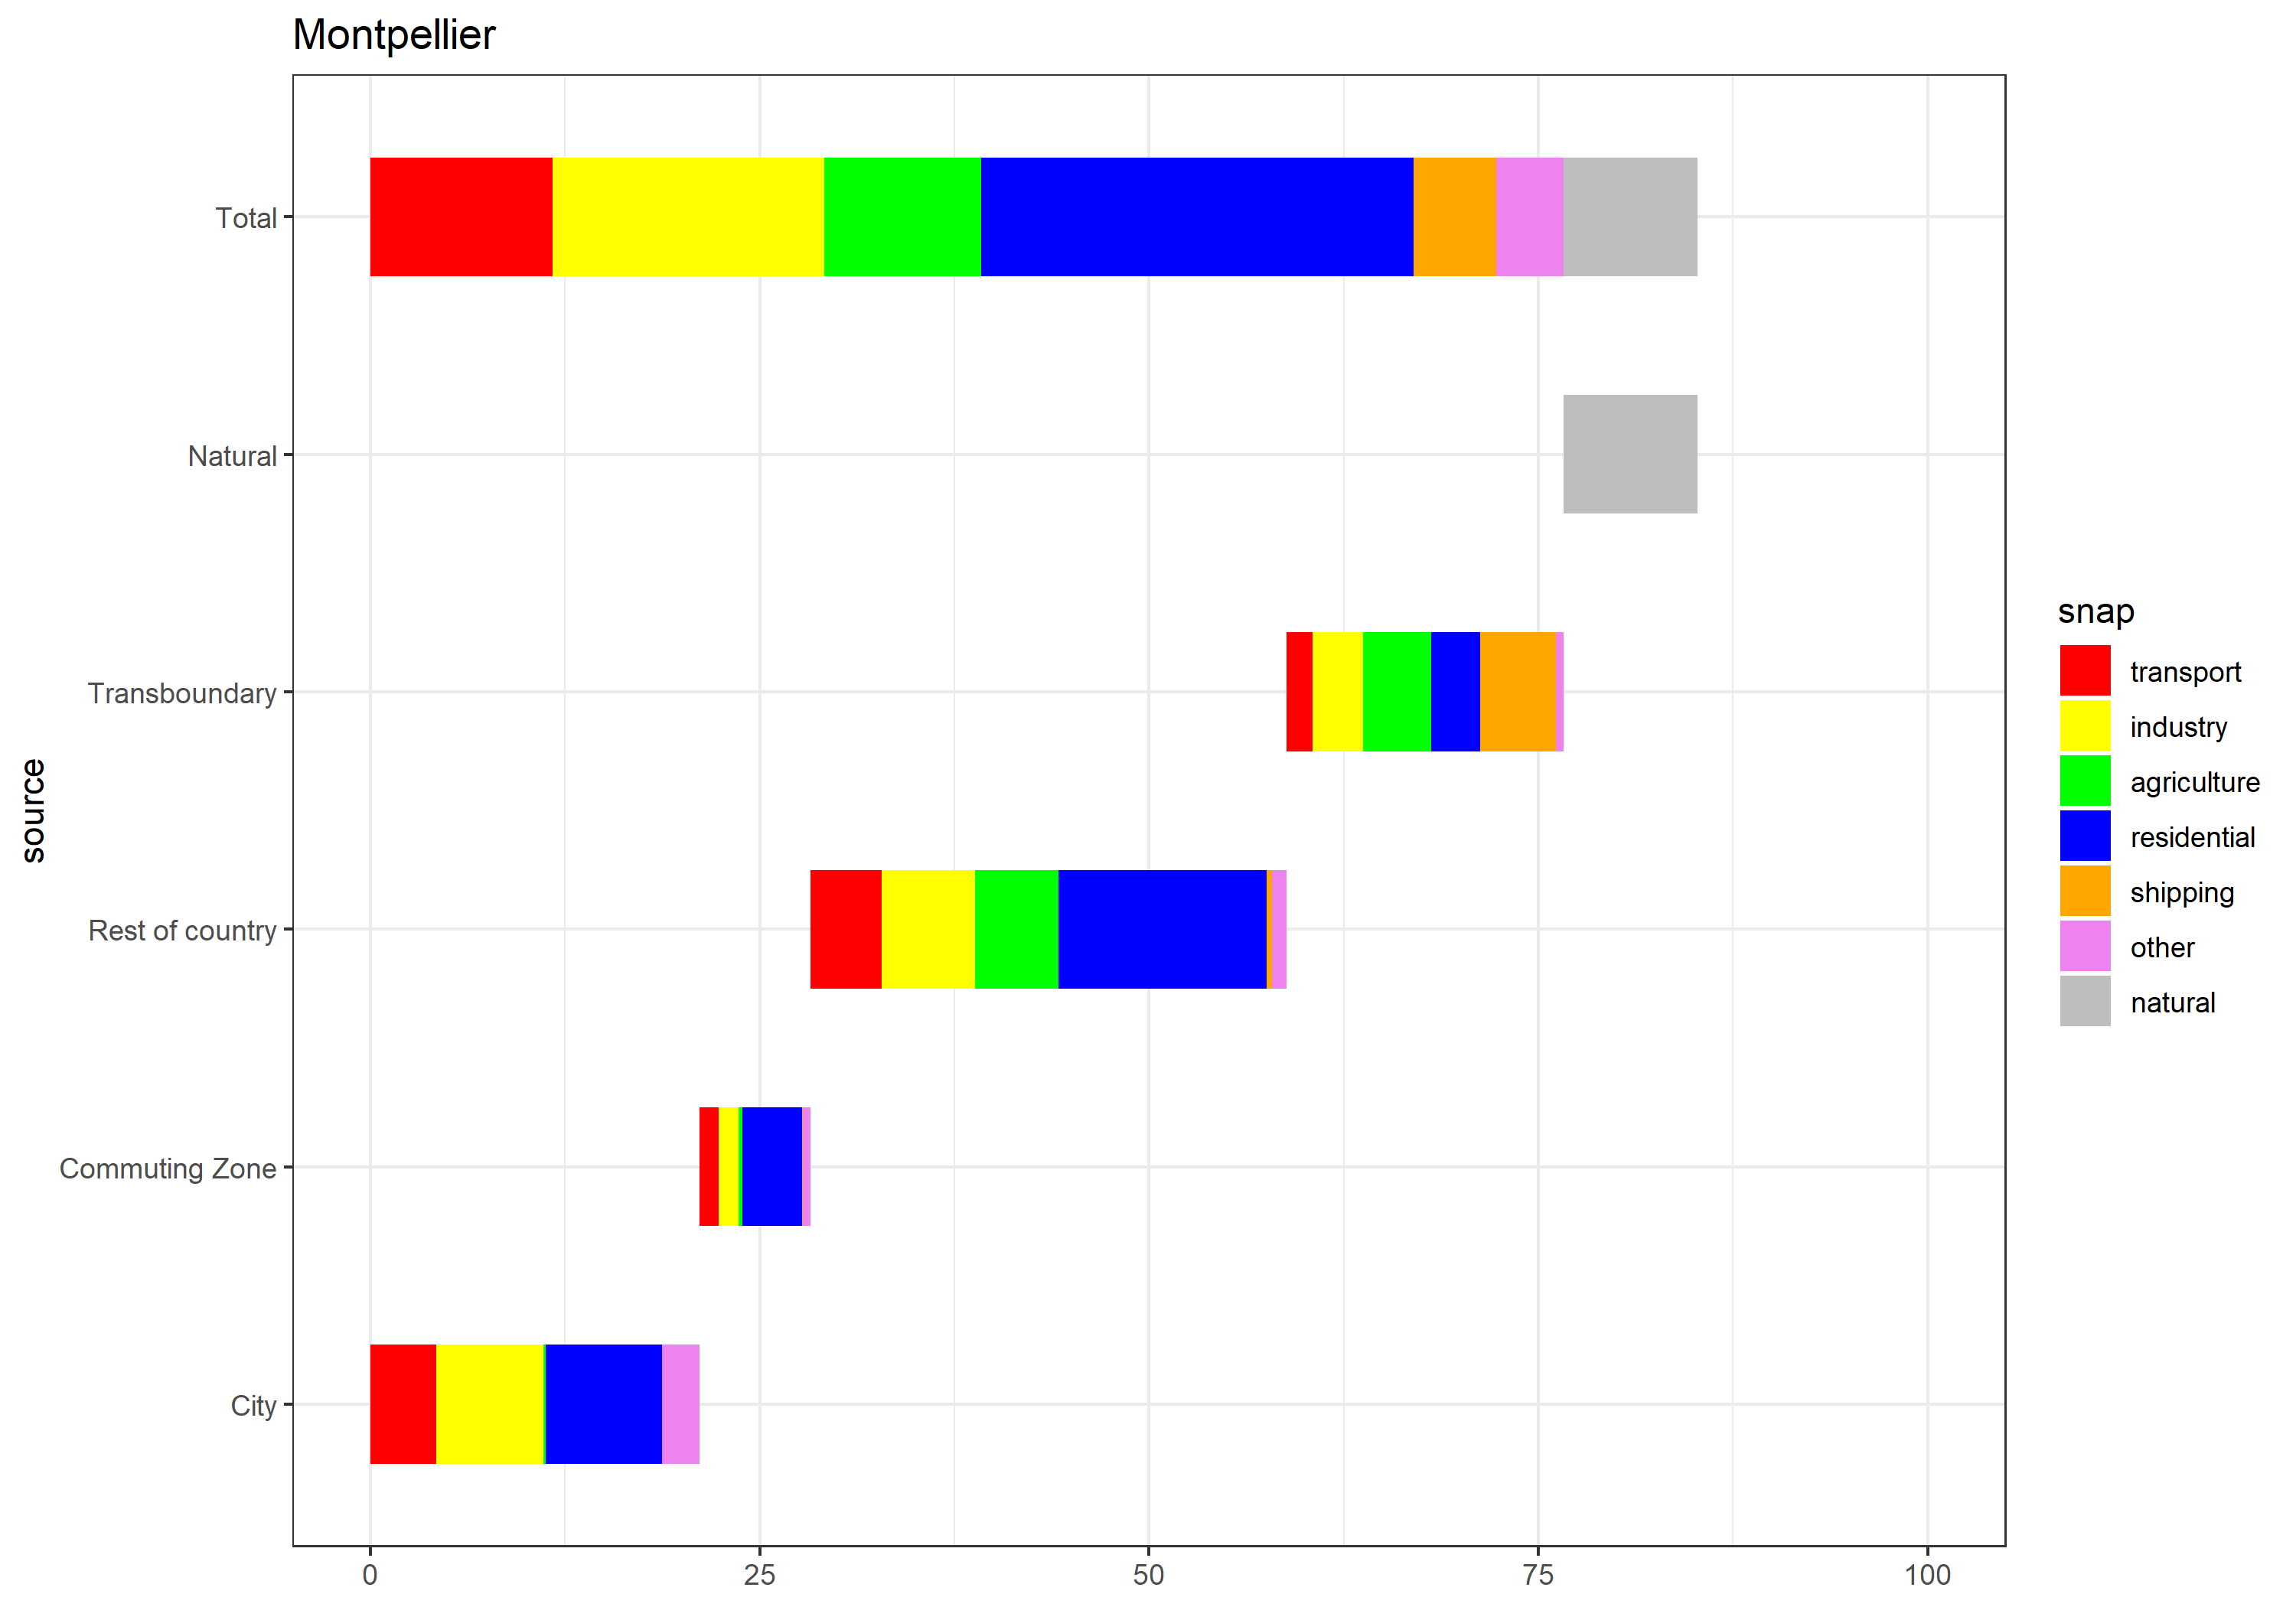 Montpellier
Total
Natural
Transboundary
Rest of country
Commuting Zone
City
source
0 25 50 75 100
snap
transport
industry
agriculture
residential
shipping
other
natural